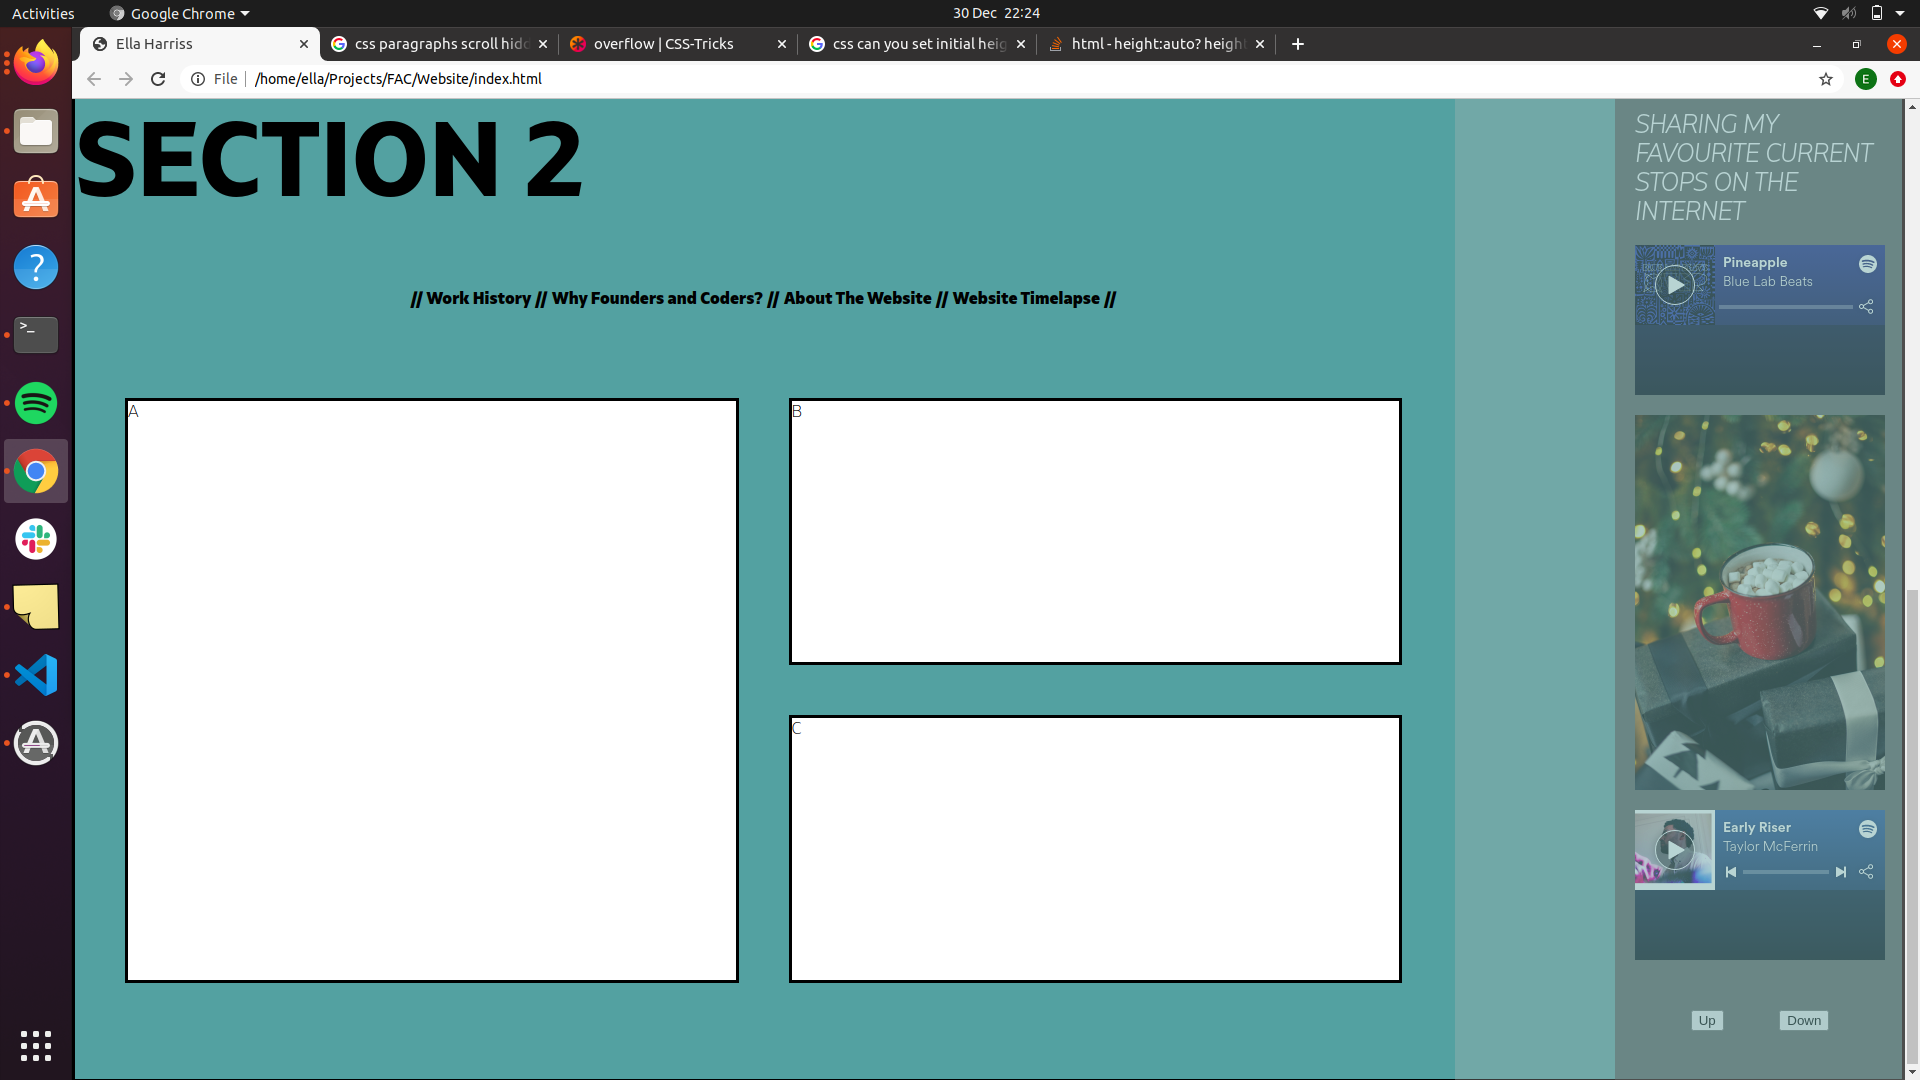 Activities
Google Chrome
30 Dec 22:24
Ella Harriss
css paragraphs scroll hidd
overflow | CSS-Tricks
css can you set initial heig
html - height:auto? height
File
/home/ella/Projects/FAC/Website/index.html
E
SECTION 2
// Work History // Why Founders and Coders? // About The Website // Website Timelapse //
A
B
C
SHARING MY
FAVOURITE CURRENT
STOPS ON THE
INTERNET
Pineapple
Blue Lab Beats
Early Riser
Taylor McFerrin
Up
Down